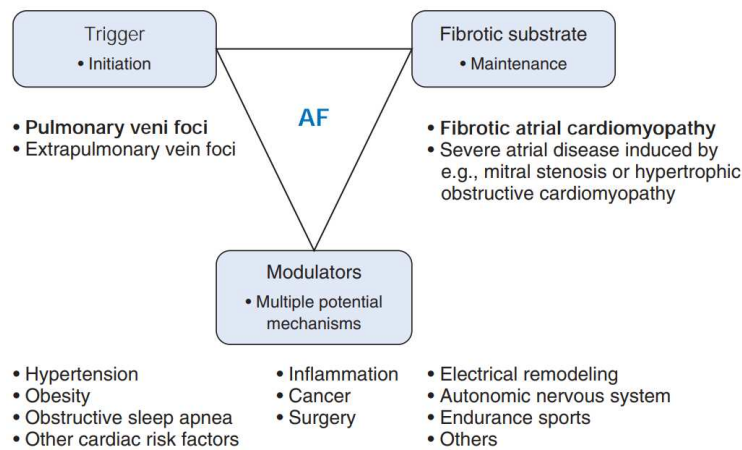 Trigger
• Initiation
Fibrotic substrate
• Maintenance
AF
• Pulmonary veni foci
• Extrapulmonary vein foci
• Fibrotic atrial cardiomyopathy
• Severe atrial disease induced by
e.g., mitral stenosis or hypertrophic
obstructive cardiomyopathy
Modulators
• Multiple potential
mechanisms
• Hypertension
• Obesity
• Obstructive sleep apnea
• Other cardiac risk factors
• Inflammation
• Cancer
• Surgery
• Electrical remodeling
• Autonomic nervous system
• Endurance sports
• Others